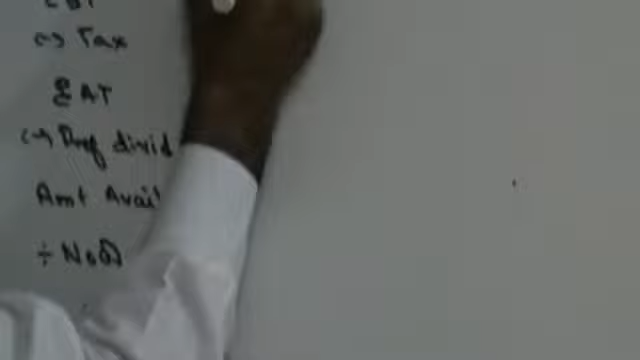 EBT
(-) Tax
EAT
(-) Pref divid
Amt Avail
÷ No of